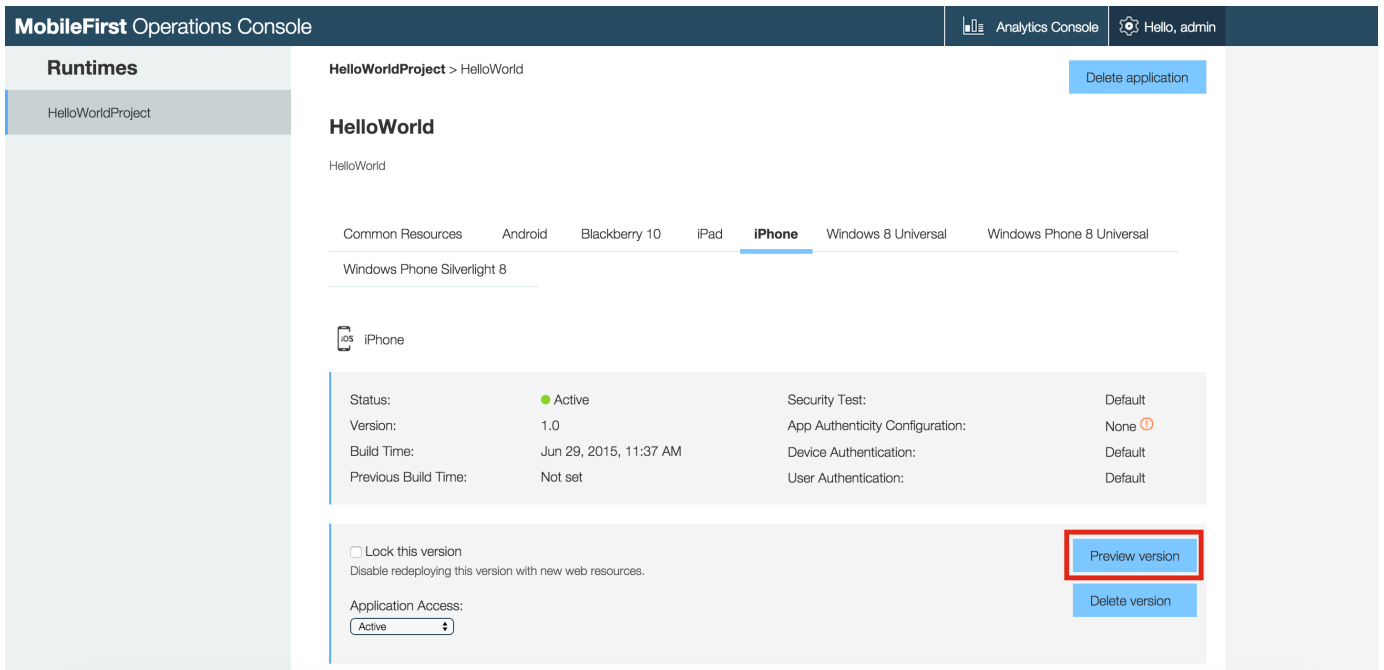 MobileFirst Operations Console
Analytics Console
Hello, admin
Runtimes
HelloWorldProject
HelloWorldProject > HelloWorld
Delete application
HelloWorld
HelloWorld
Common Resources Android Blackberry 10 iPad iPhone Windows 8 Universal Windows Phone 8 Universal
Windows Phone Silverlight 8
iOS iPhone
Status: Active Security Test: Default
Version: 1.0 App Authenticity Configuration: None
Build Time: Jun 29, 2015, 11:37 AM Device Authentication: Default
Previous Build Time: Not set User Authentication: Default
Lock this version
Preview version
Disable redeploying this version with new web resources.
Delete version
Application Access:
Active